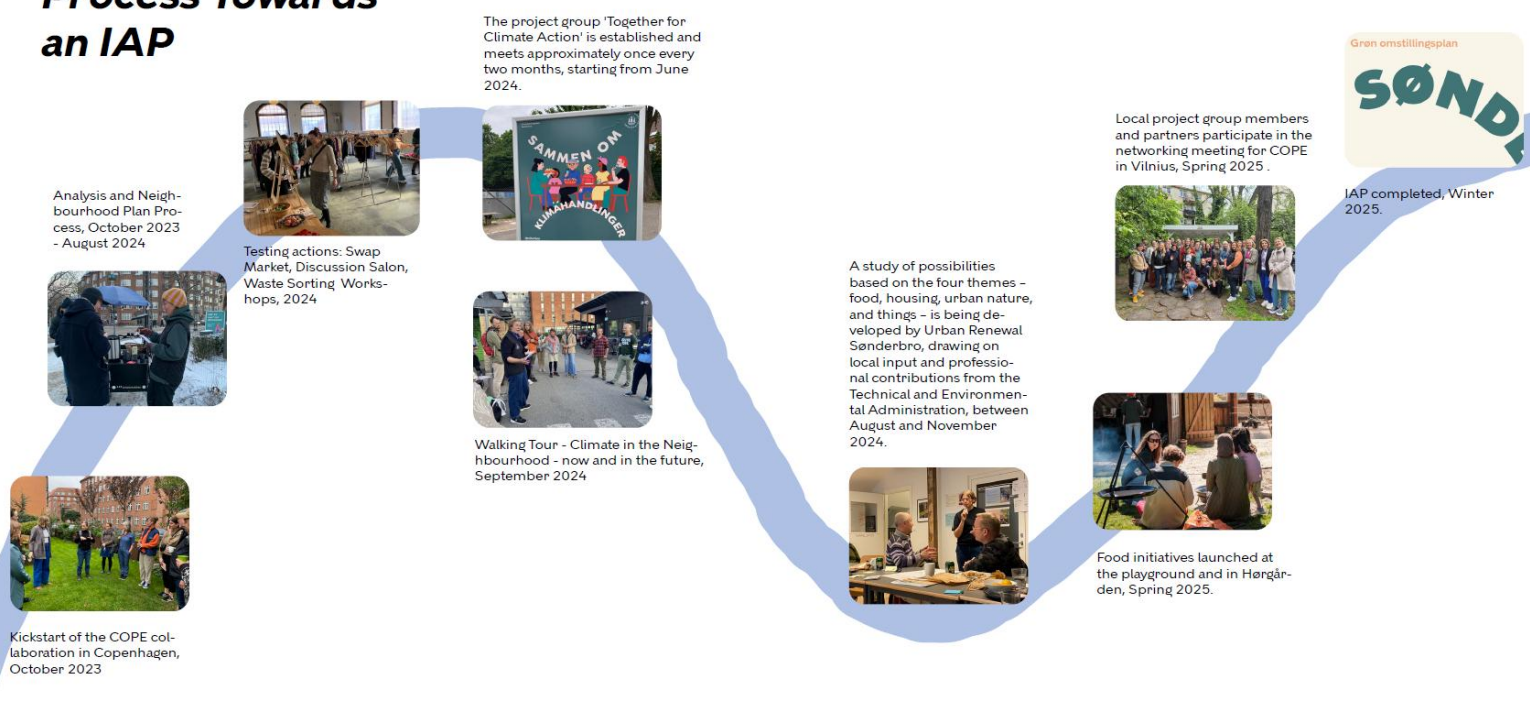 Process Towards
an IAP
The project group 'Together for
Climate Action' is established and
meets approximately once every
two months, starting from June
2024.
Grøn omstillingsplan
SØNDE
Local project group members
and partners participate in the
networking meeting for COPE
in Vilnius, Spring 2025 .
IAP completed, Winter
2025.
Analysis and Neigh-
bourhood Plan Pro-
cess, October 2023
- August 2024
SAMMEN OM
KLIMAHANDLINGER
Testing actions: Swap
Market, Discussion Salon,
Waste Sorting Works-
hops, 2024
A study of possibilities
based on the four themes –
food, housing, urban nature,
and things – is being de-
veloped by Urban Renewal
Sønderbro, drawing on
local input and professio-
nal contributions from the
Technical and Environmen-
tal Administration, between
August and November
2024.
Walking Tour - Climate in the Neig-
hbourhood - now and in the future,
September 2024
Food initiatives launched at
the playground and in Hørgår-
den, Spring 2025.
Kickstart of the COPE col-
laboration in Copenhagen,
October 2023